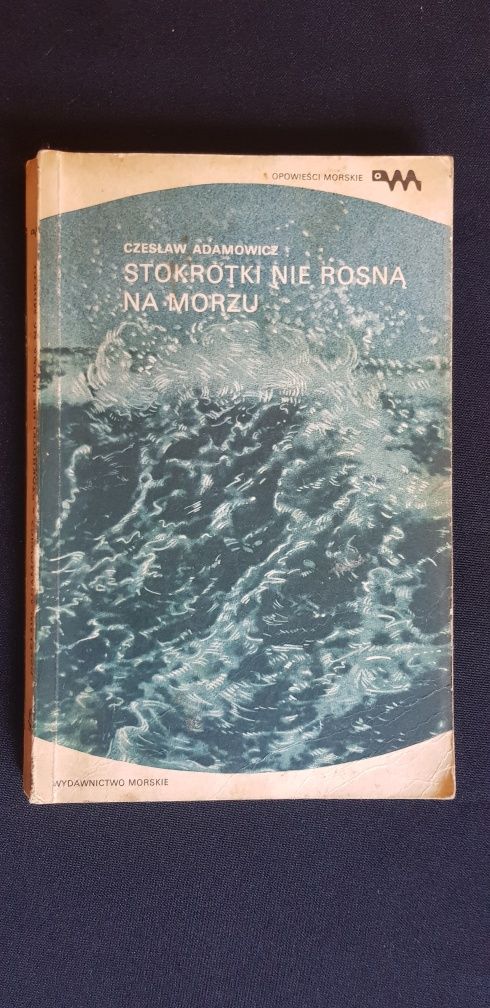 OPOWIEŚCI MORSKIE
CZESŁAW ADAMOWICZ
STOKROTKI NIE ROSNĄ
NA MORZU
WYDAWNICTWO MORSKIE